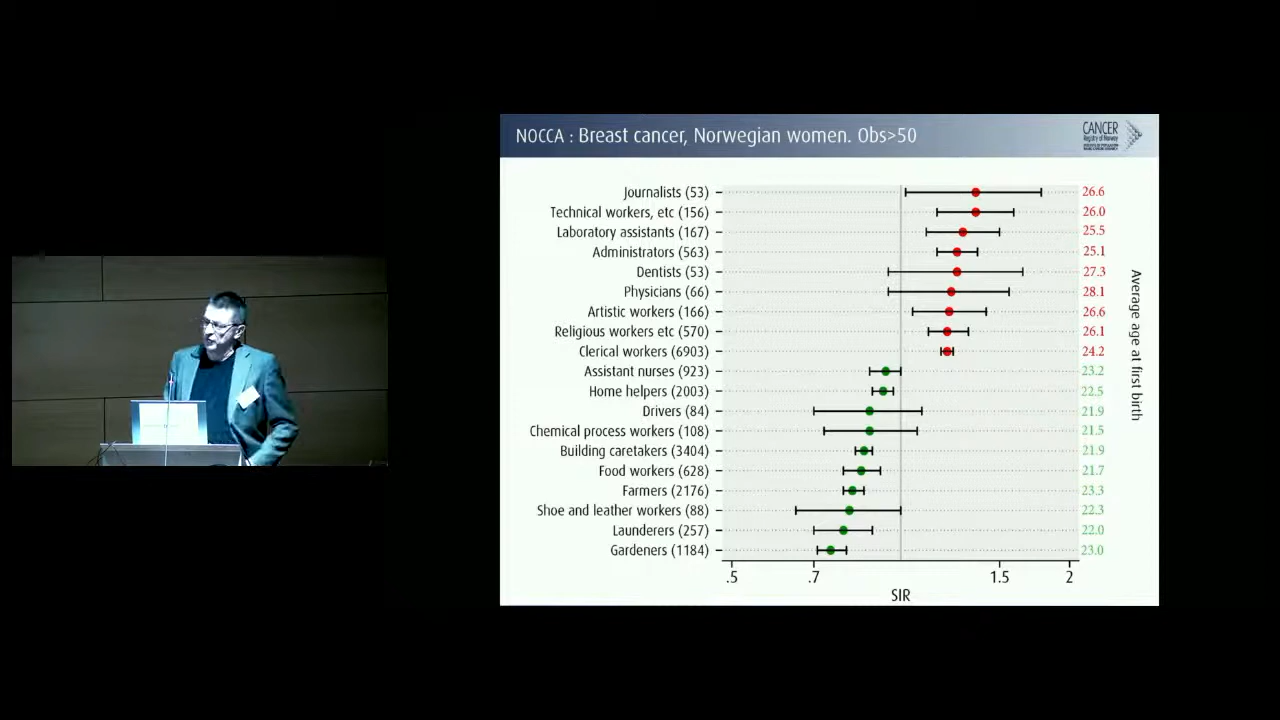 NOCCA : Breast cancer, Norwegian women. Obs>50
CANCER
Registry of Norway
Journalists (53) 26.6
Technical workers, etc (156) 26.0
Laboratory assistants (167) 25.5
Administrators (563) 25.1
Dentists (53) 27.3
Physicians (66) 28.1
Artistic workers (166) 26.6
Religious workers etc (570) 26.1
Clerical workers (6903) 24.2
Assistant nurses (923) 23.2
Home helpers (2003) 22.5
Drivers (84) 21.9
Chemical process workers (108) 21.5
Building caretakers (3404) 21.9
Food workers (628) 21.7
Farmers (2176) 23.3
Shoe and leather workers (88) 22.3
Launderers (257) 22.0
Gardeners (1184) 23.0
Average age at first birth
.5 .7 1.5 2
SIR